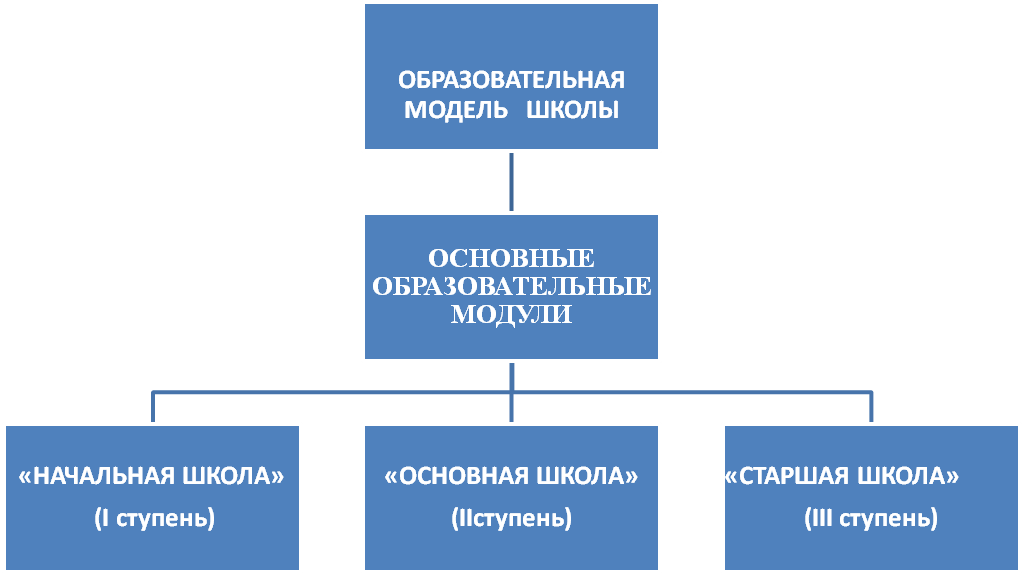 ОБРАЗОВАТЕЛЬНАЯ
МОДЕЛЬ ШКОЛЫ
ОСНОВНЫЕ
ОБРАЗОВАТЕЛЬНЫЕ
МОДУЛИ
«НАЧАЛЬНАЯ ШКОЛА»
(I ступень)
«ОСНОВНАЯ ШКОЛА»
(IIступень)
«СТАРШАЯ ШКОЛА»
(III ступень)